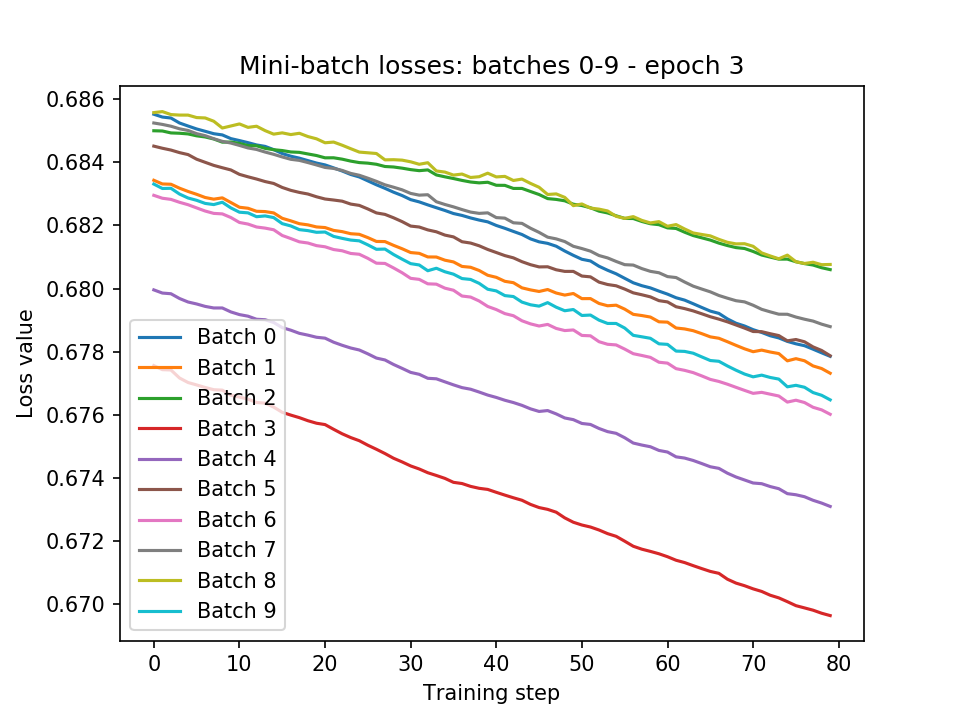 Mini-batch losses: batches 0-9 - epoch 3
0.686
0.684
0.682
0.680
0.678
0.676
0.674
0.672
0.670
Loss value
Batch 0
Batch 1
Batch 2
Batch 3
Batch 4
Batch 5
Batch 6
Batch 7
Batch 8
Batch 9
0 10 20 30 40 50 60 70 80
Training step